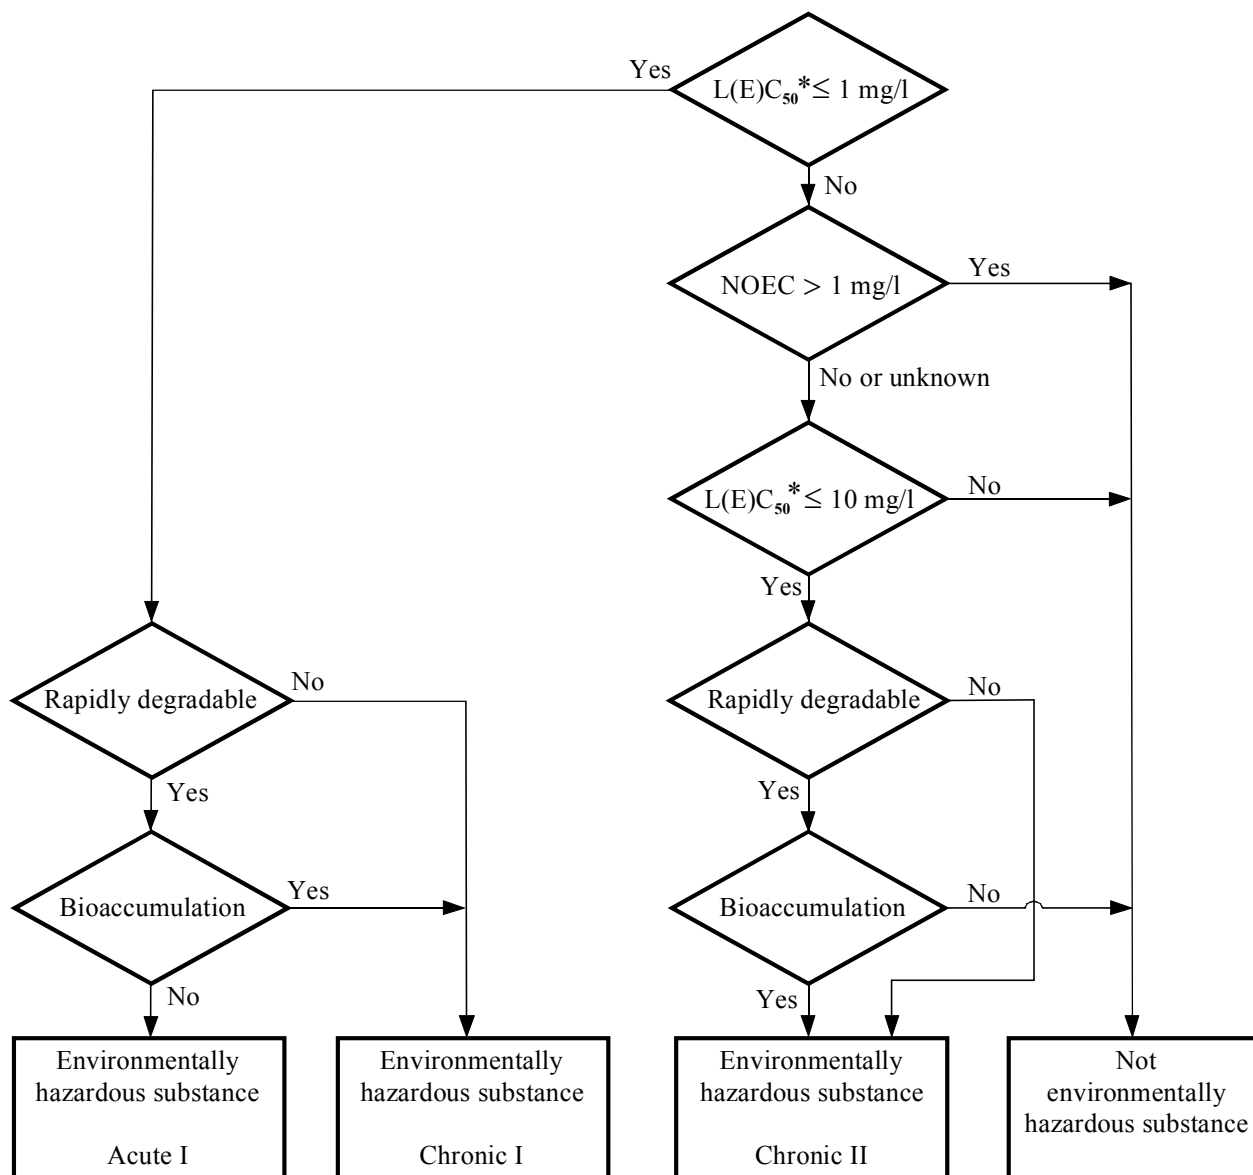 Yes
L(E)C50* ≤ 1 mg/l
No
NOEC > 1 mg/l
Yes
No or unknown
L(E)C50* ≤ 10 mg/l
No
Yes
Rapidly degradable
No
Rapidly degradable
No
Yes
Yes
Bioaccumulation
Yes
Bioaccumulation
No
No
Yes
Environmentally
hazardous substance
Acute I
Environmentally
hazardous substance
Chronic I
Environmentally
hazardous substance
Chronic II
Not
environmentally
hazardous substance